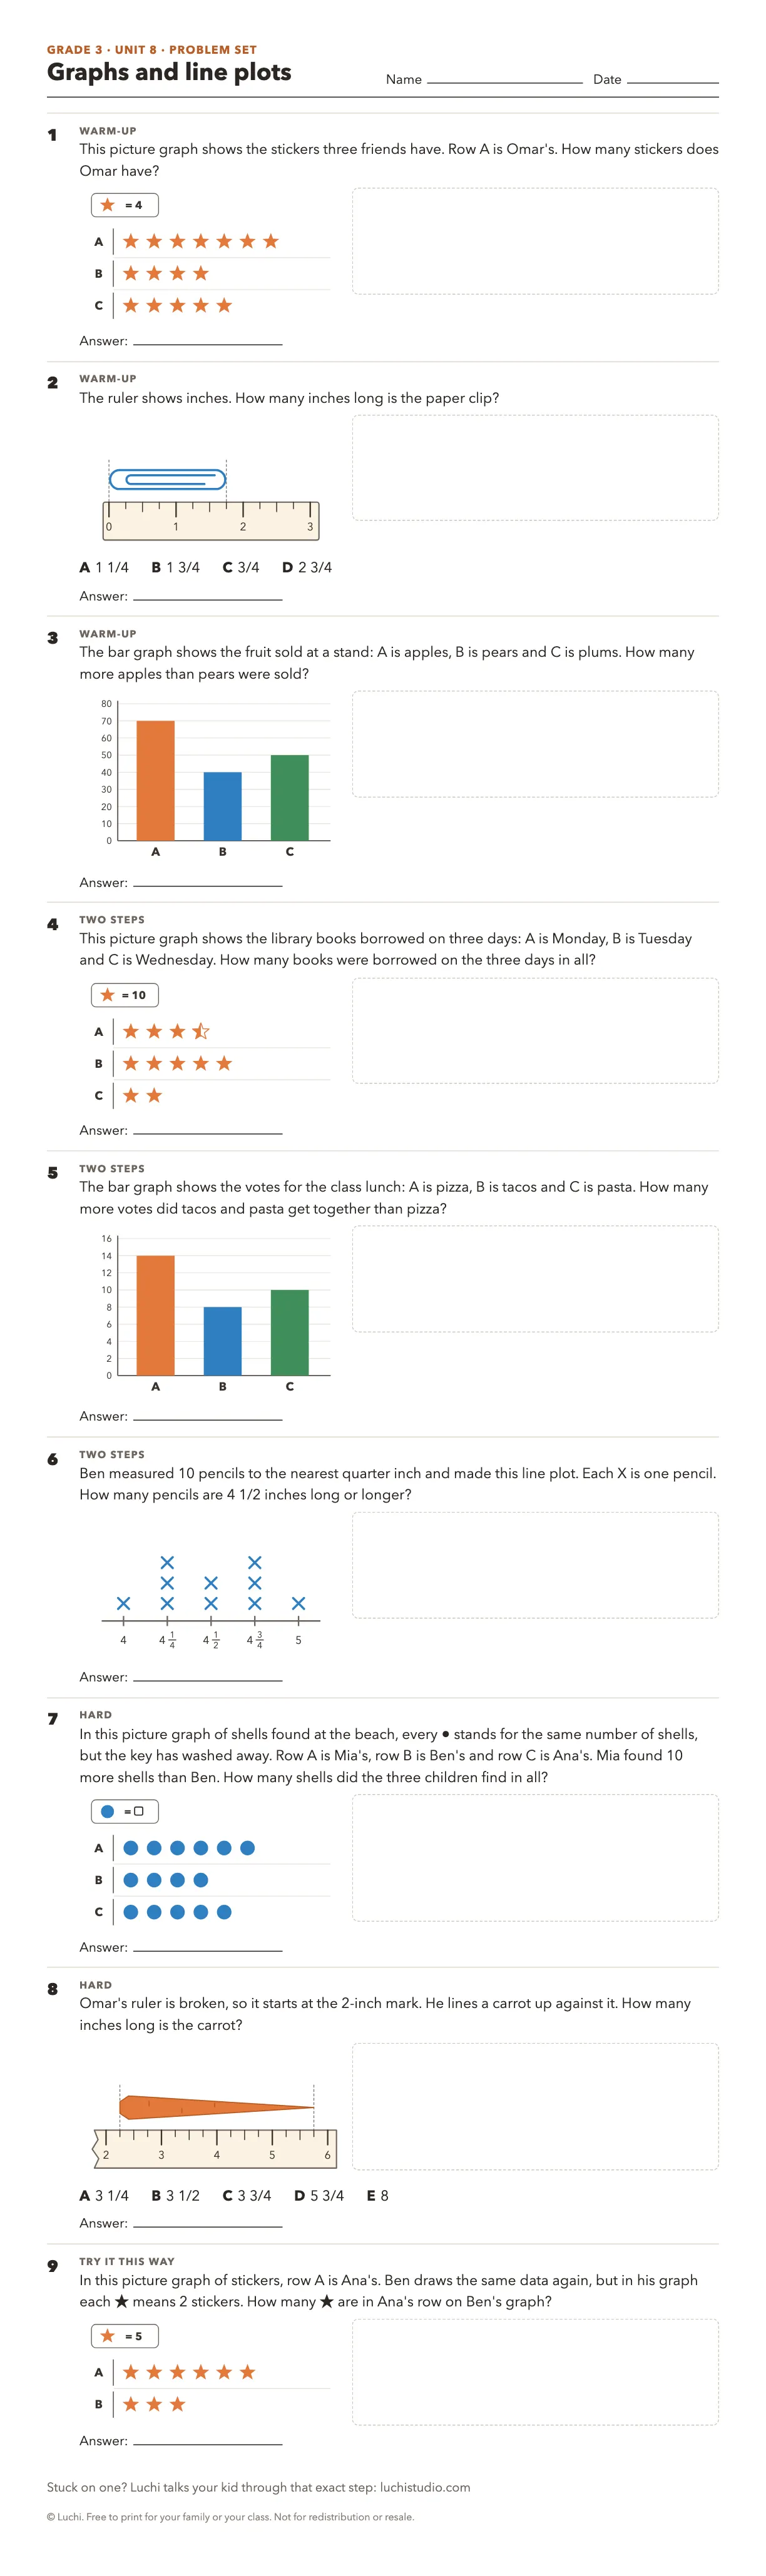 GRADE 3 · UNIT 8 · PROBLEM SET
Graphs and line plots
Name Date
1
WARM-UP
This picture graph shows the stickers three friends have. Row A is Omar's. How many stickers does
Omar have?
★ = 4
A
B
C
Answer:
2
WARM-UP
The ruler shows inches. How many inches long is the paper clip?
0 1 2 3
A 1 1/4 B 1 3/4 C 3/4 D 2 3/4
Answer:
3
WARM-UP
The bar graph shows the fruit sold at a stand: A is apples, B is pears and C is plums. How many
more apples than pears were sold?
80
70
60
50
40
30
20
10
0
A B C
Answer:
4
TWO STEPS
This picture graph shows the library books borrowed on three days: A is Monday, B is Tuesday
and C is Wednesday. How many books were borrowed on the three days in all?
★ = 10
A
B
C
Answer:
5
TWO STEPS
The bar graph shows the votes for the class lunch: A is pizza, B is tacos and C is pasta. How many
more votes did tacos and pasta get together than pizza?
16
14
12
10
8
6
4
2
0
A B C
Answer:
6
TWO STEPS
Ben measured 10 pencils to the nearest quarter inch and made this line plot. Each X is one pencil.
How many pencils are 4 1/2 inches long or longer?
4 4 1/4 4 1/2 4 3/4 5
Answer:
7
HARD
In this picture graph of shells found at the beach, every ● stands for the same number of shells,
but the key has washed away. Row A is Mia's, row B is Ben's and row C is Ana's. Mia found 10
more shells than Ben. How many shells did the three children find in all?
● = □
A
B
C
Answer:
8
HARD
Omar's ruler is broken, so it starts at the 2-inch mark. He lines a carrot up against it. How many
inches long is the carrot?
2 3 4 5 6
A 3 1/4 B 3 1/2 C 3 3/4 D 5 3/4 E 8
Answer:
9
TRY IT THIS WAY
In this picture graph of stickers, row A is Ana's. Ben draws the same data again, but in his graph
each ★ means 2 stickers. How many ★ are in Ana's row on Ben's graph?
★ = 5
A
B
Answer:
Stuck on one? Luchi talks your kid through that exact step: luchistudio.com
© Luchi. Free to print for your family or your class. Not for redistribution or resale.